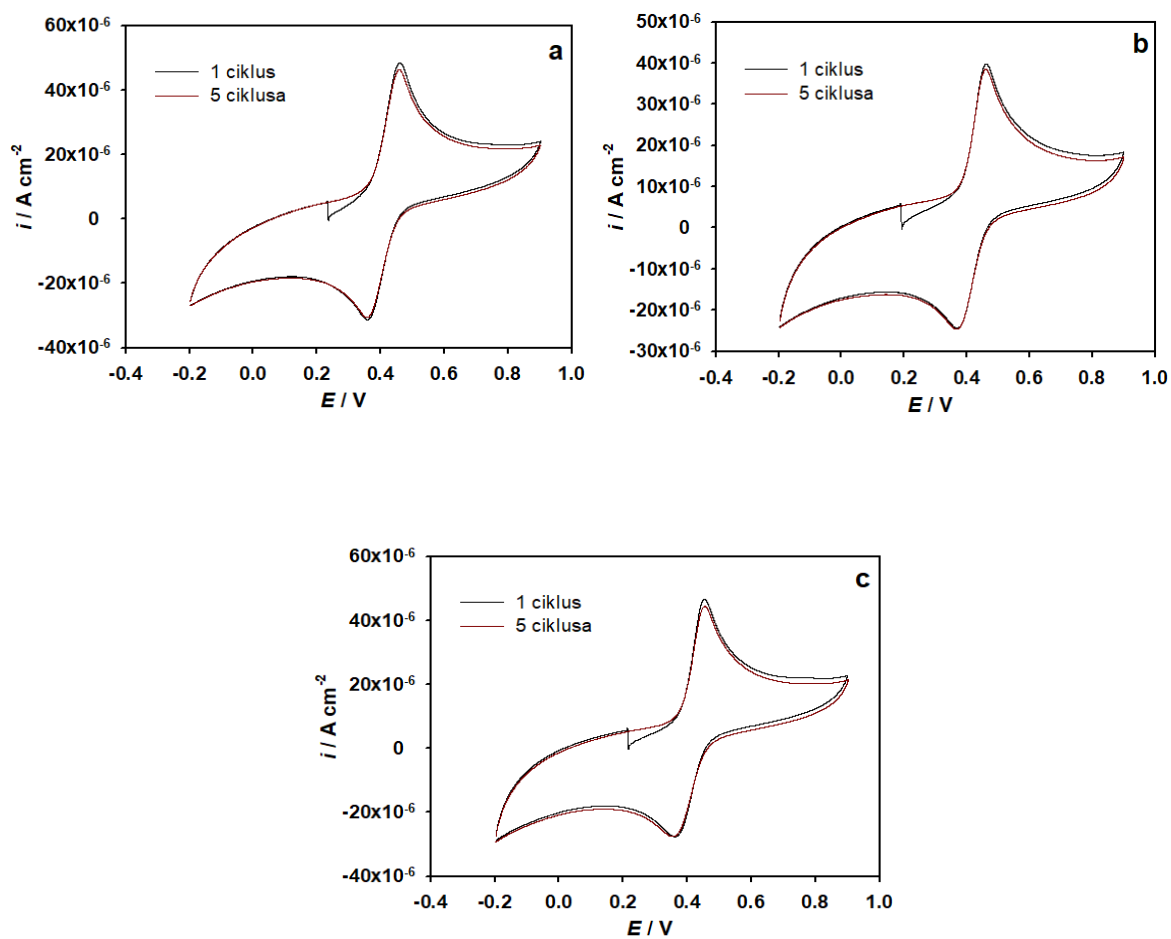 a
60x10-6
40x10-6
20x10-6
0
-20x10-6
-40x10-6
i / A cm-2
1 ciklus
5 ciklusa
-0.4 -0.2 0.0 0.2 0.4 0.6 0.8 1.0
E / V
b
50x10-6
40x10-6
30x10-6
20x10-6
10x10-6
0
-10x10-6
-20x10-6
-30x10-6
i / A cm-2
1 ciklus
5 ciklusa
-0.4 -0.2 0.0 0.2 0.4 0.6 0.8 1.0
E / V
c
60x10-6
40x10-6
20x10-6
0
-20x10-6
-40x10-6
i / A cm-2
1 ciklus
5 ciklusa
-0.4 -0.2 0.0 0.2 0.4 0.6 0.8 1.0
E / V